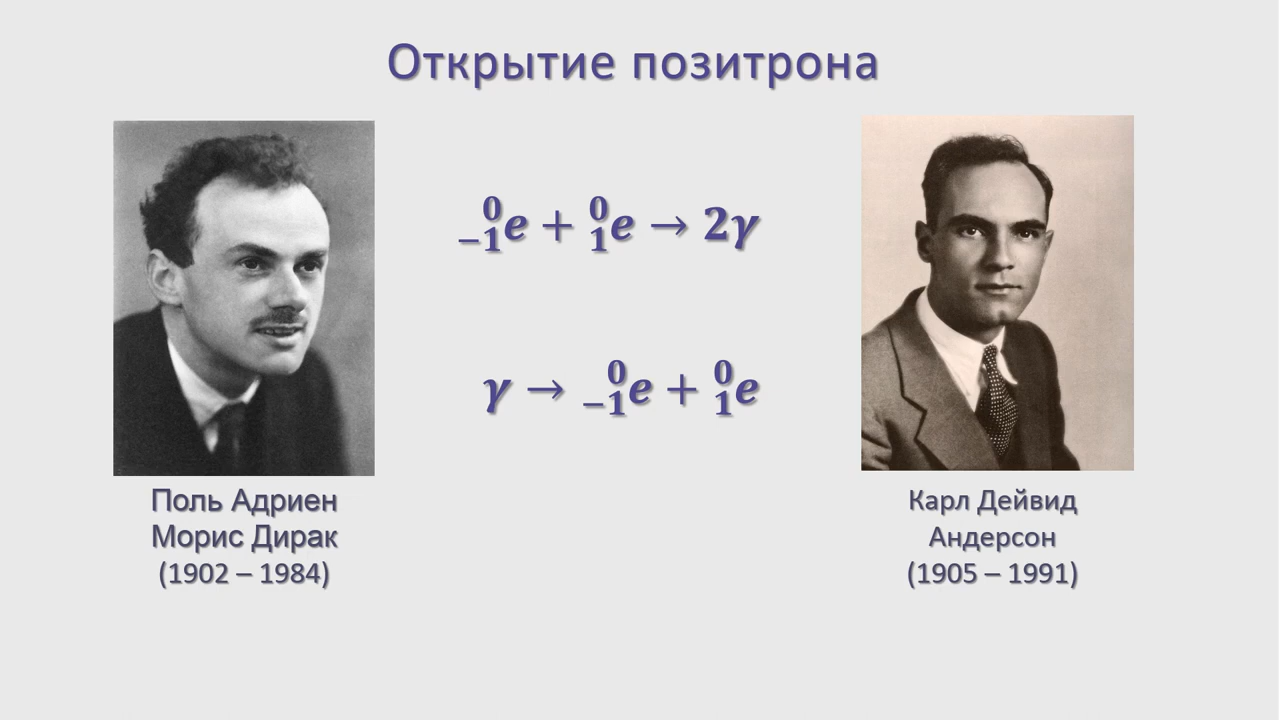 Открытие позитрона
₋₁⁰e + ₁⁰e → 2γ
γ → ₋₁⁰e + ₁⁰e
Поль Адриен
Морис Дирак
(1902 – 1984)
Карл Дейвид
Андерсон
(1905 – 1991)